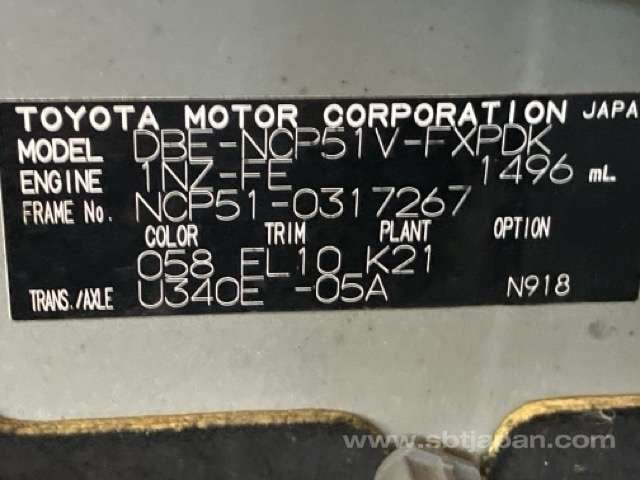 TOYOTA MOTOR CORPORATION JAPA
MODEL DBE-NCP51V-FXPDK
ENGINE 1NZ-FE 1496 mL
FRAME No. NCP51-0317267
COLOR TRIM PLANT OPTION
058 FL10 K21
TRANS./AXLE U340E -05A N918
www.sbtjapan.com